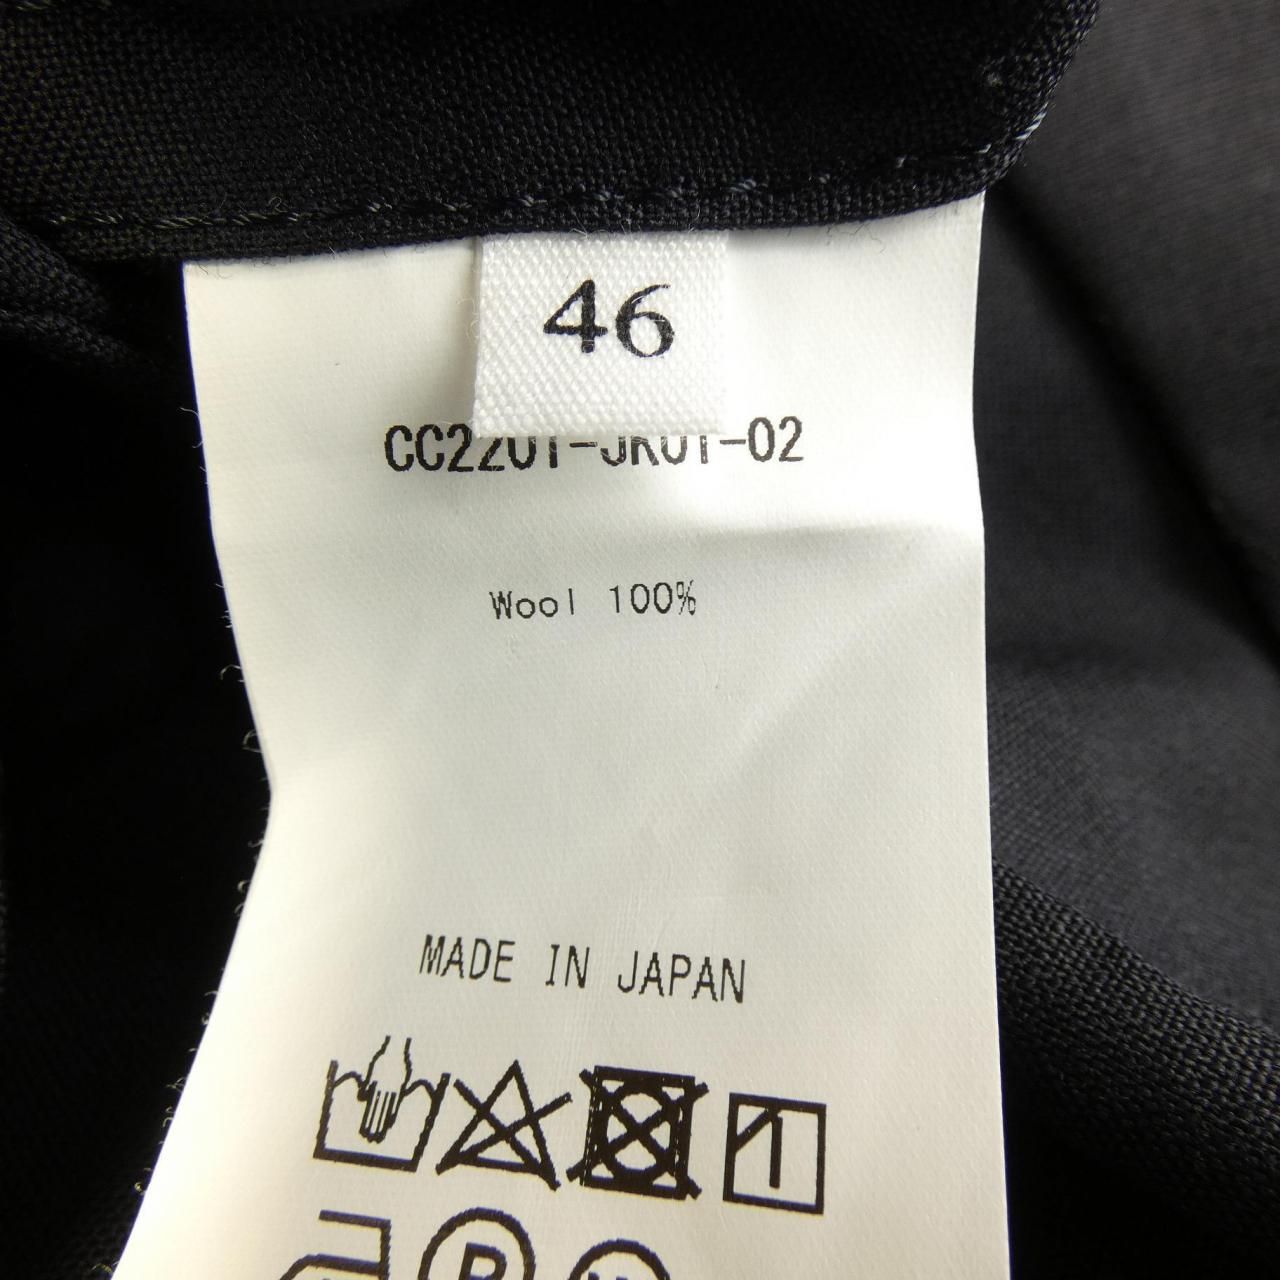 46
CC2201-JK01-02
Wool 100%
MADE IN JAPAN
P